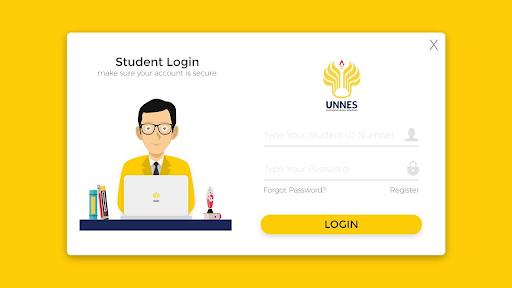 X
Student Login
make sure your account is secure
UNNES
Type Your Student ID Number
Type Your Password
Forgot Password?
Register
LOGIN